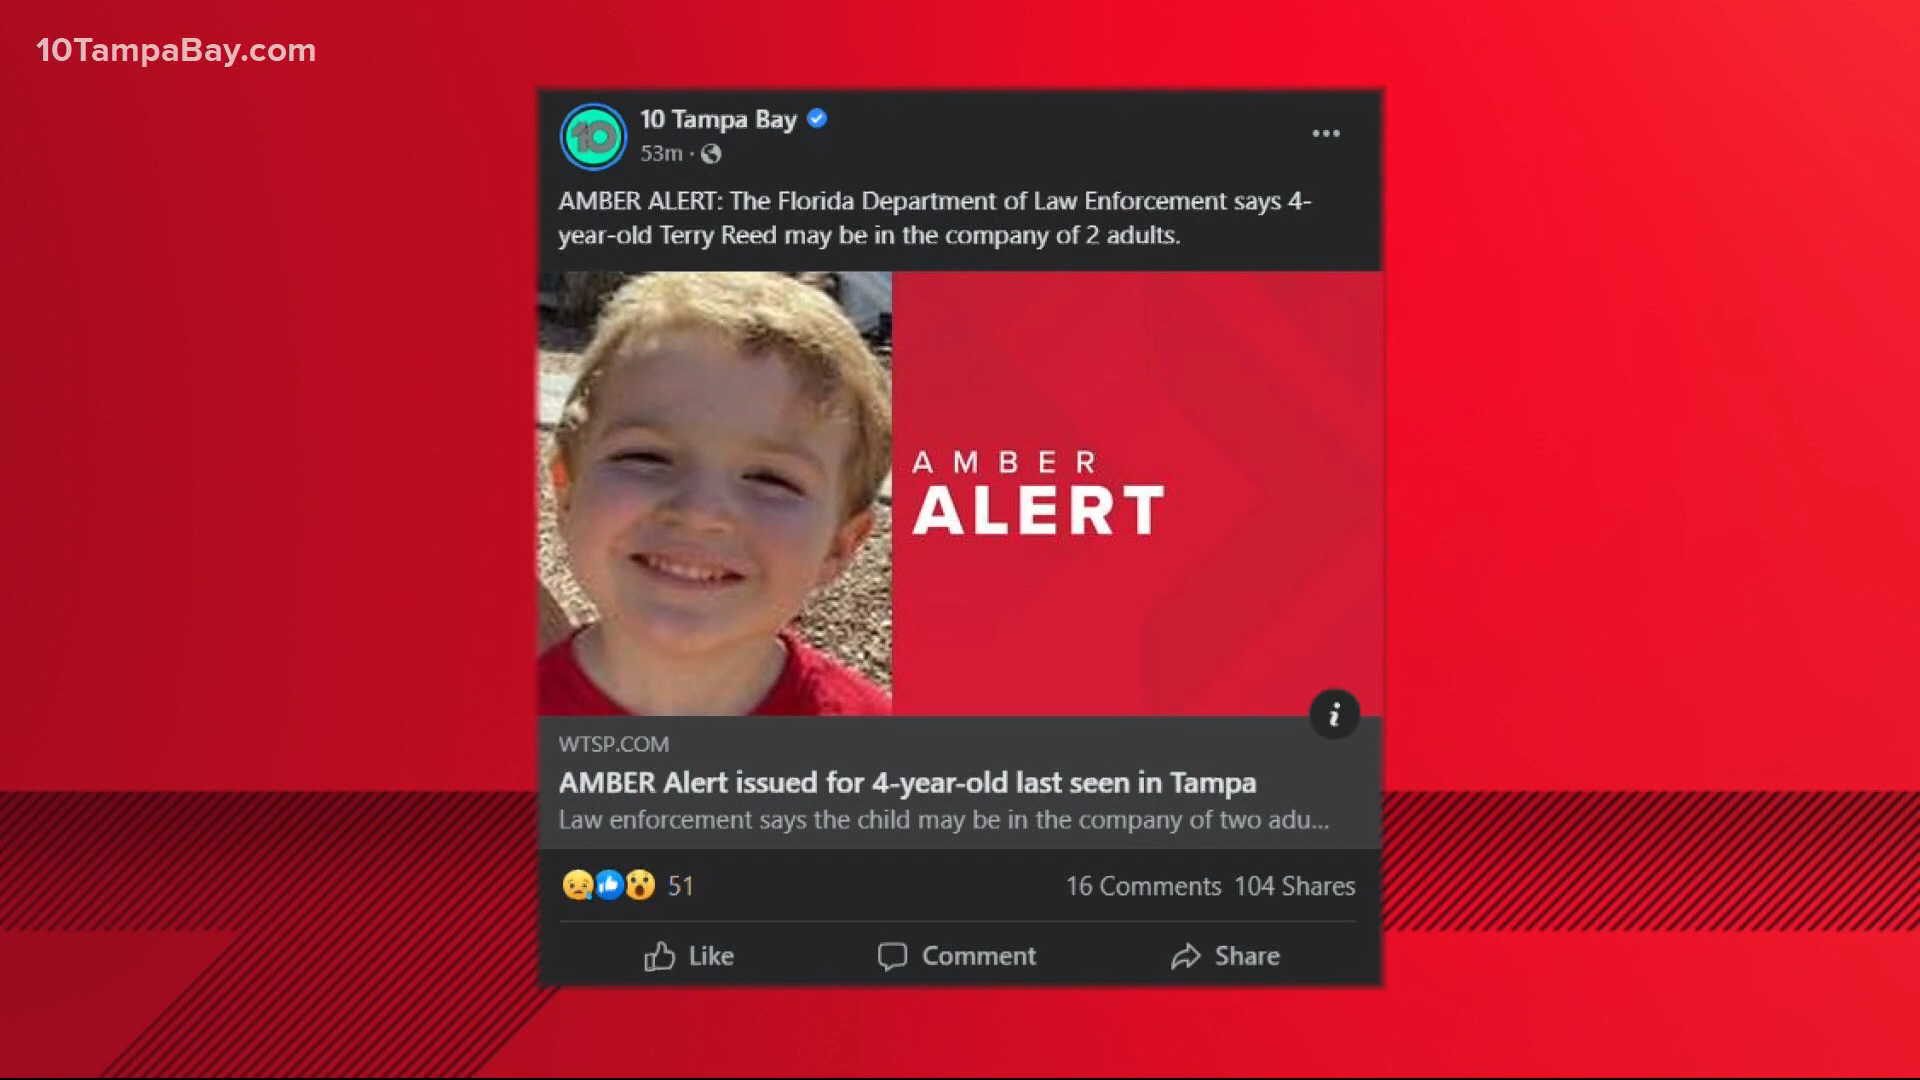 10TampaBay.com
10
10 Tampa Bay
53m ·
AMBER ALERT: The Florida Department of Law Enforcement says 4-
year-old Terry Reed may be in the company of 2 adults.
AMBER
ALERT
i
WTSP.COM
AMBER Alert issued for 4-year-old last seen in Tampa
Law enforcement says the child may be in the company of two adu...
51
16 Comments 104 Shares
Like Comment Share